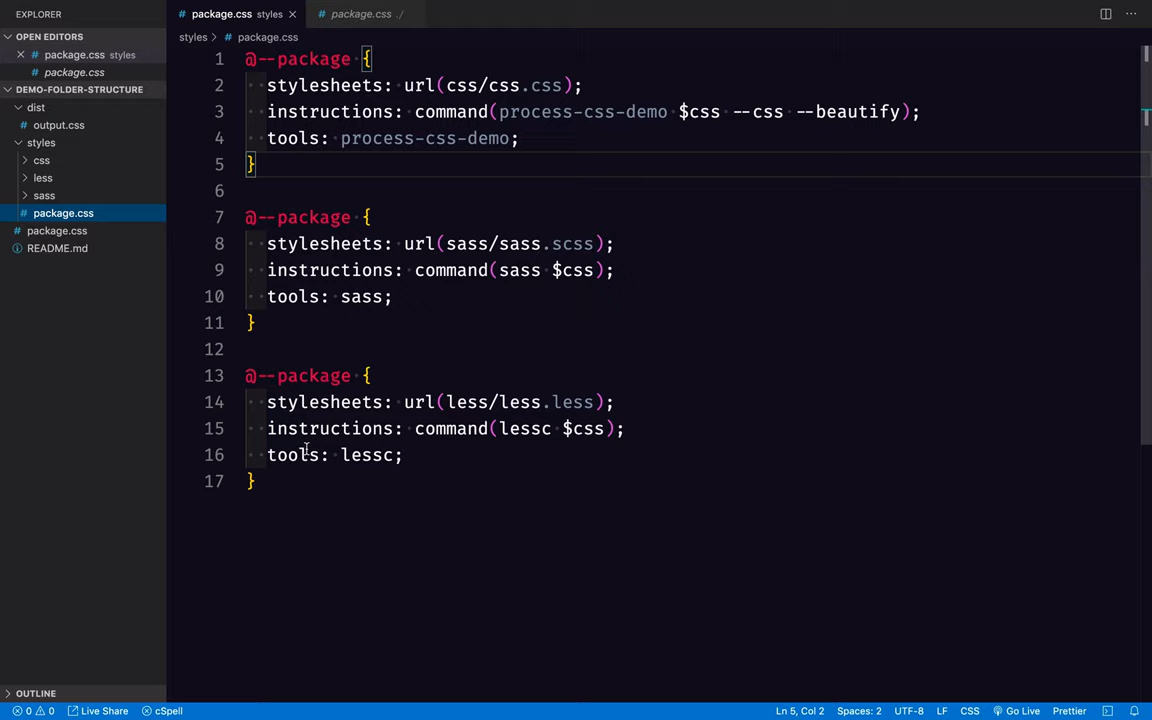 EXPLORER
OPEN EDITORS
# package.css styles
# package.css
DEMO-FOLDER-STRUCTURE
dist
# output.css
styles
css
less
sass
# package.css
# package.css
README.md
OUTLINE
# package.css styles
# package.css ./
styles > # package.css
1 @--package {
2 stylesheets: url(css/css.css);
3 instructions: command(process-css-demo $css --css --beautify);
4 tools: process-css-demo;
5 }
6
7 @--package {
8 stylesheets: url(sass/sass.scss);
9 instructions: command(sass $css);
10 tools: sass;
11 }
12
13 @--package {
14 stylesheets: url(less/less.less);
15 instructions: command(lessc $css);
16 tools: lessc;
17 }
0 0 Live Share cSpell Ln 5, Col 2 Spaces: 2 UTF-8 LF CSS Go Live Prettier